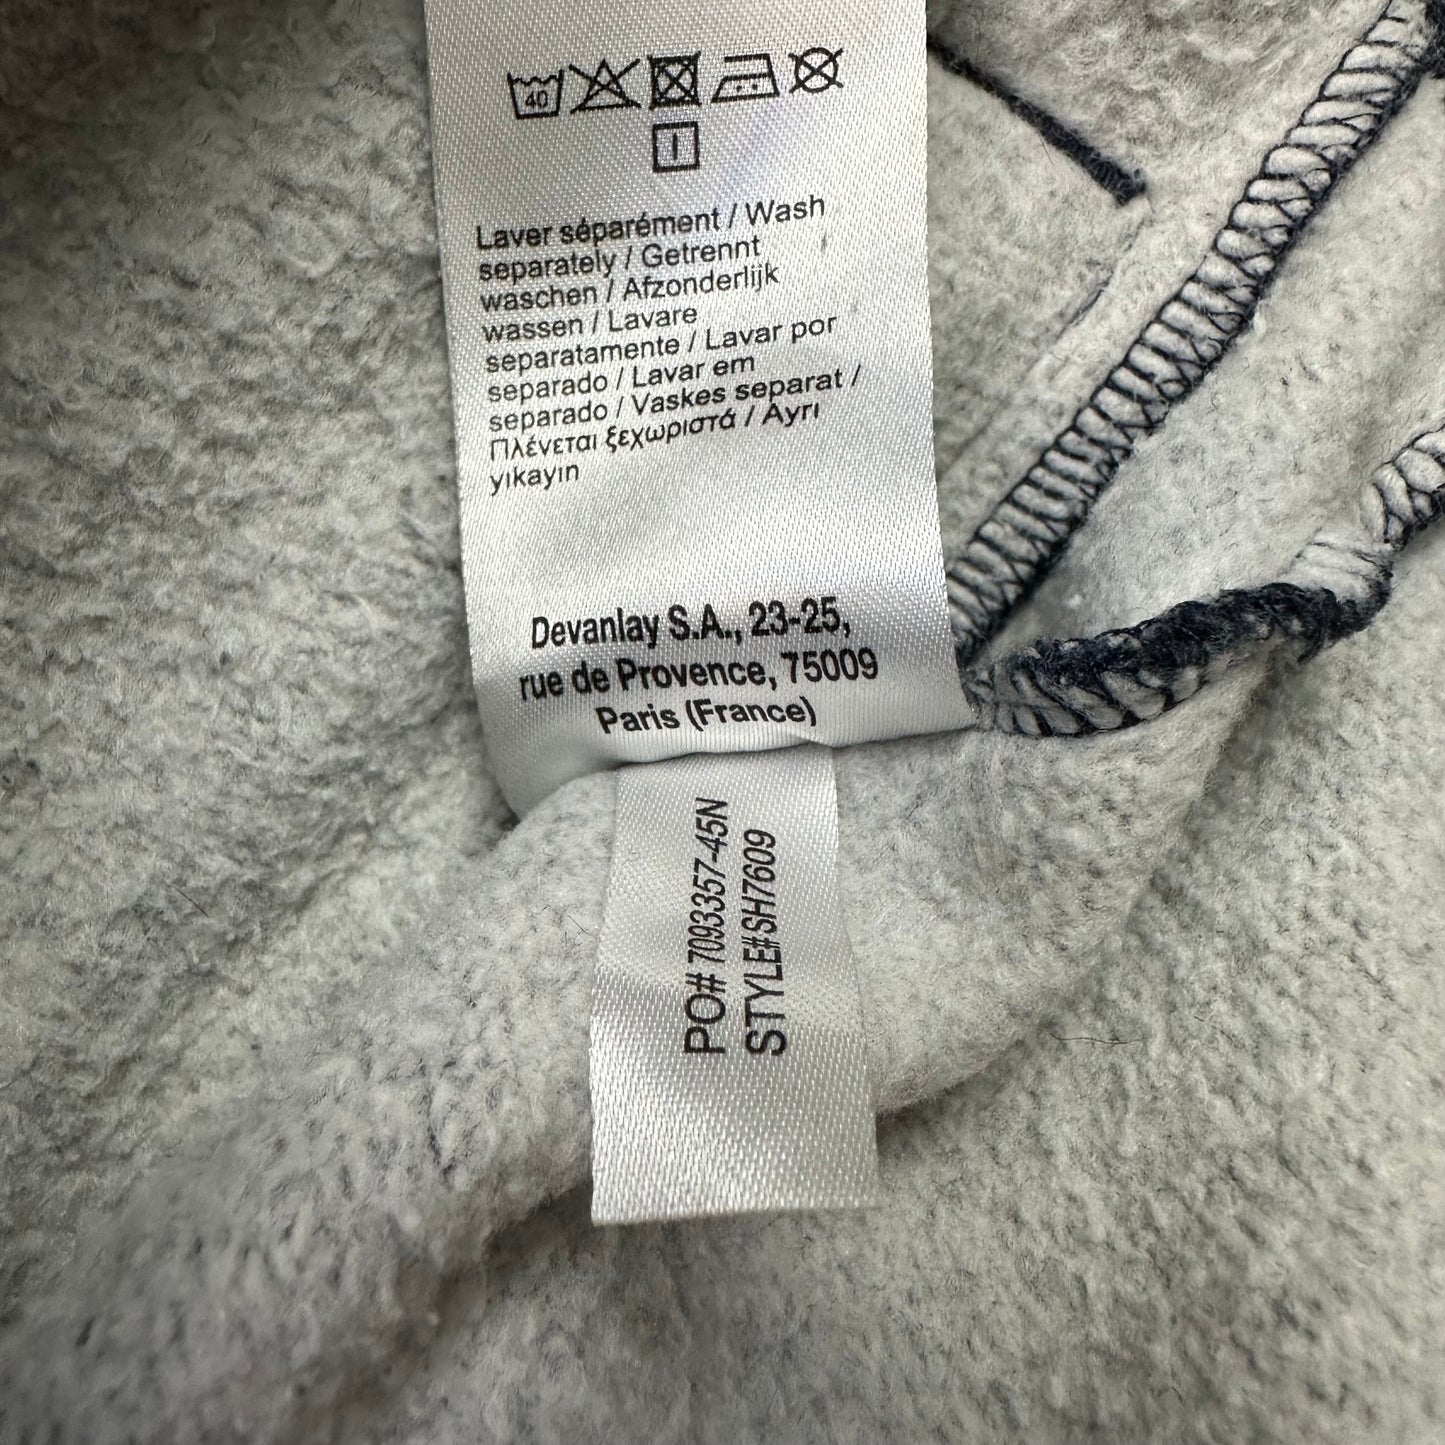 40
Laver séparément / Wash
separately / Getrennt
waschen / Afzonderlijk
wassen / Lavare
separatamente / Lavar por
separado / Lavar em
separado / Vaskes separat /
Πλένεται ξεχωριστά / Ayrı
yıkayın
Devanlay S.A., 23-25,
rue de Provence, 75009
Paris (France)
PO# 7093357-45N
STYLE# SH7609